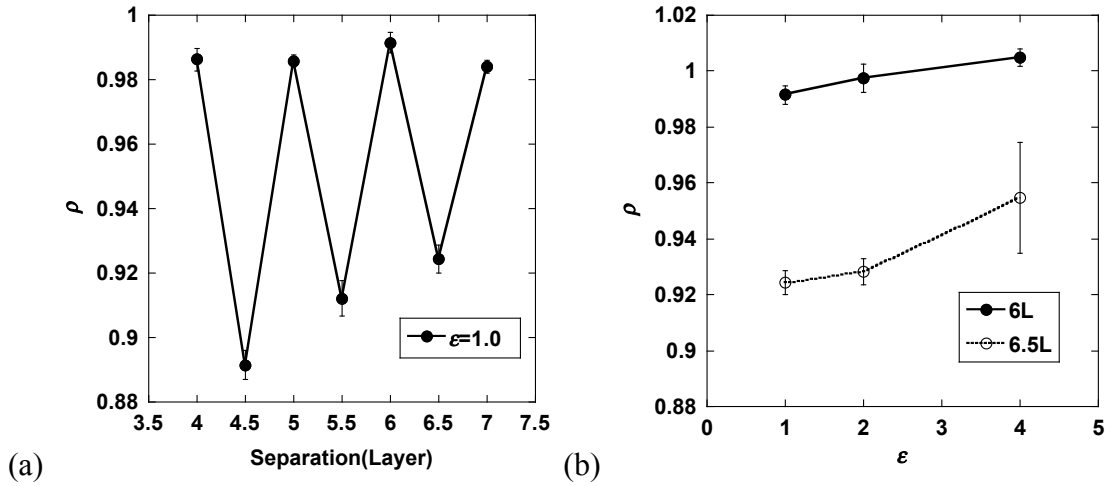 1
0.98
0.96
0.94
0.92
0.9
0.88
ρ
3.5 4 4.5 5 5.5 6 6.5 7 7.5
Separation(Layer)
ε=1.0
(a)
1.02
1
0.98
0.96
0.94
0.92
0.9
0.88
ρ
0 1 2 3 4 5
ε
6L
6.5L
(b)